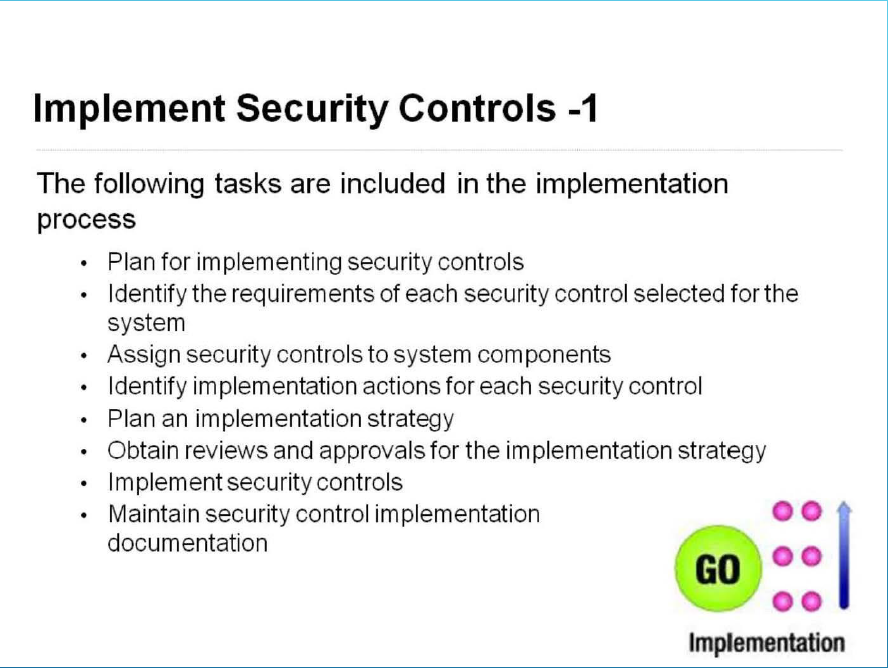 Implement Security Controls -1
The following tasks are included in the implementation
process
• Plan for implementing security controls
• Identify the requirements of each security control selected for the
system
• Assign security controls to system components
• Identify implementation actions for each security control
• Plan an implementation strategy
• Obtain reviews and approvals for the implementation strategy
• Implement security controls
• Maintain security control implementation
documentation
GO
Implementation